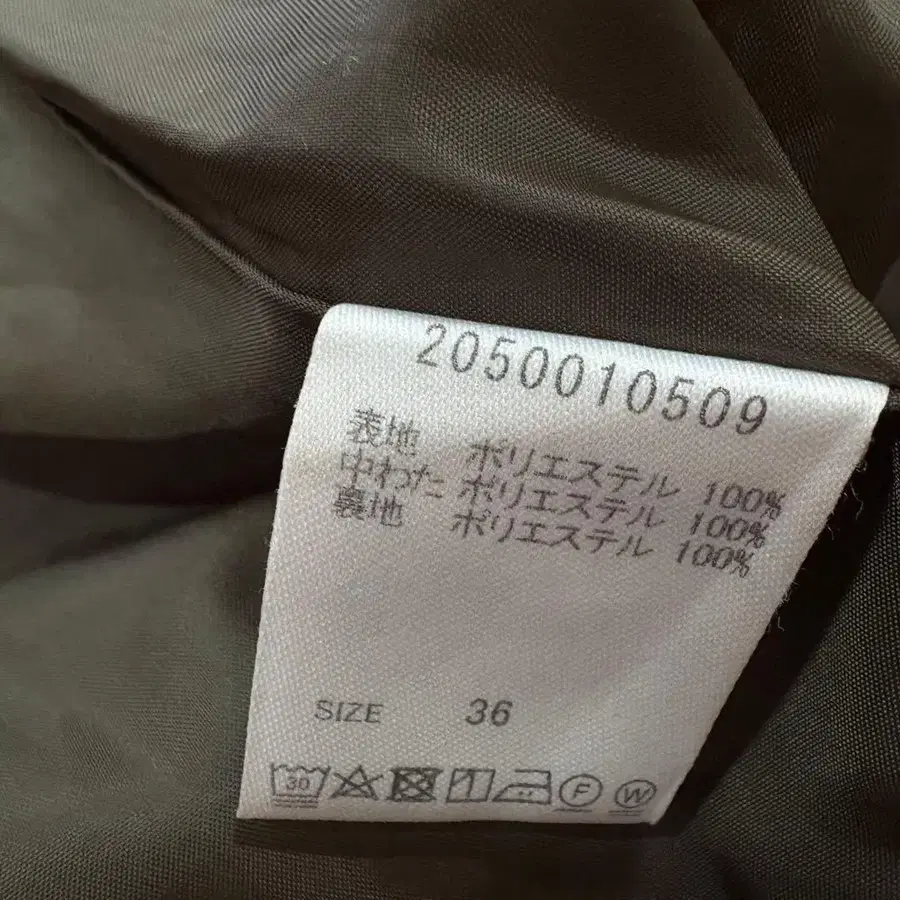 2050010509
表地 ポリエステル 100%
中わた ポリエステル 100%
裏地 ポリエステル 100%
SIZE 36
30 F W